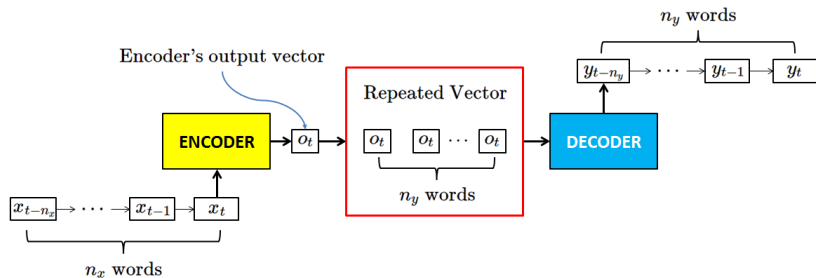 n_y words
Encoder's output vector
y_{t-n_y} → ··· → y_{t-1} → y_t
Repeated Vector
ENCODER
o_t
o_t o_t ··· o_t
DECODER
n_y words
x_{t-n_x} → ··· → x_{t-1} → x_t
n_x words